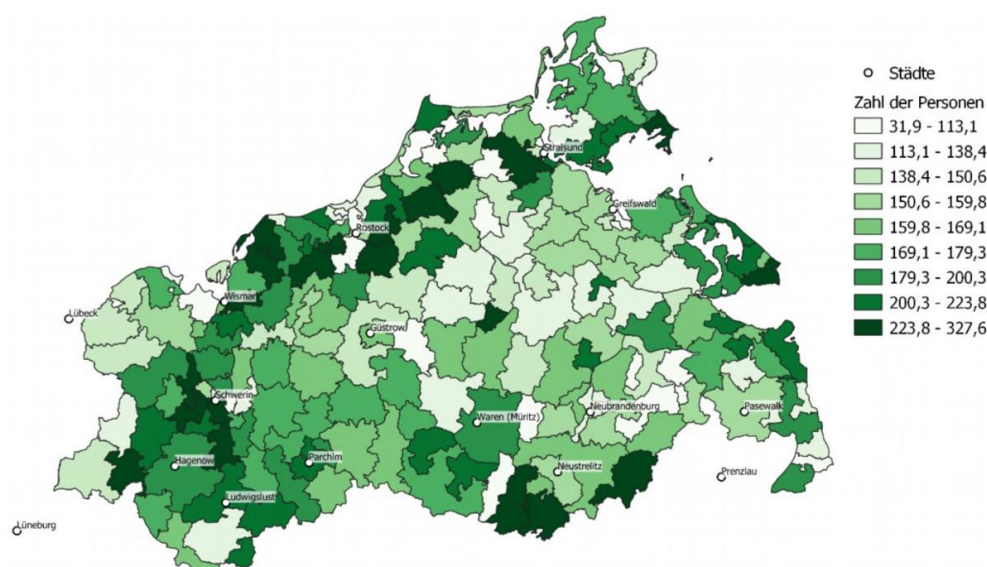 Städte
Zahl der Personen
31,9 - 113,1
113,1 - 138,4
138,4 - 150,6
150,6 - 159,8
159,8 - 169,1
169,1 - 179,3
179,3 - 200,3
200,3 - 223,8
223,8 - 327,6
Stralsund
Greifswald
Rostock
Wismar
Lübeck
Güstrow
Schwerin
Neubrandenburg
Pasewalk
Waren (Müritz)
Parchim
Hagenow
Neustrelitz
Prenzlau
Ludwigslust
Lüneburg